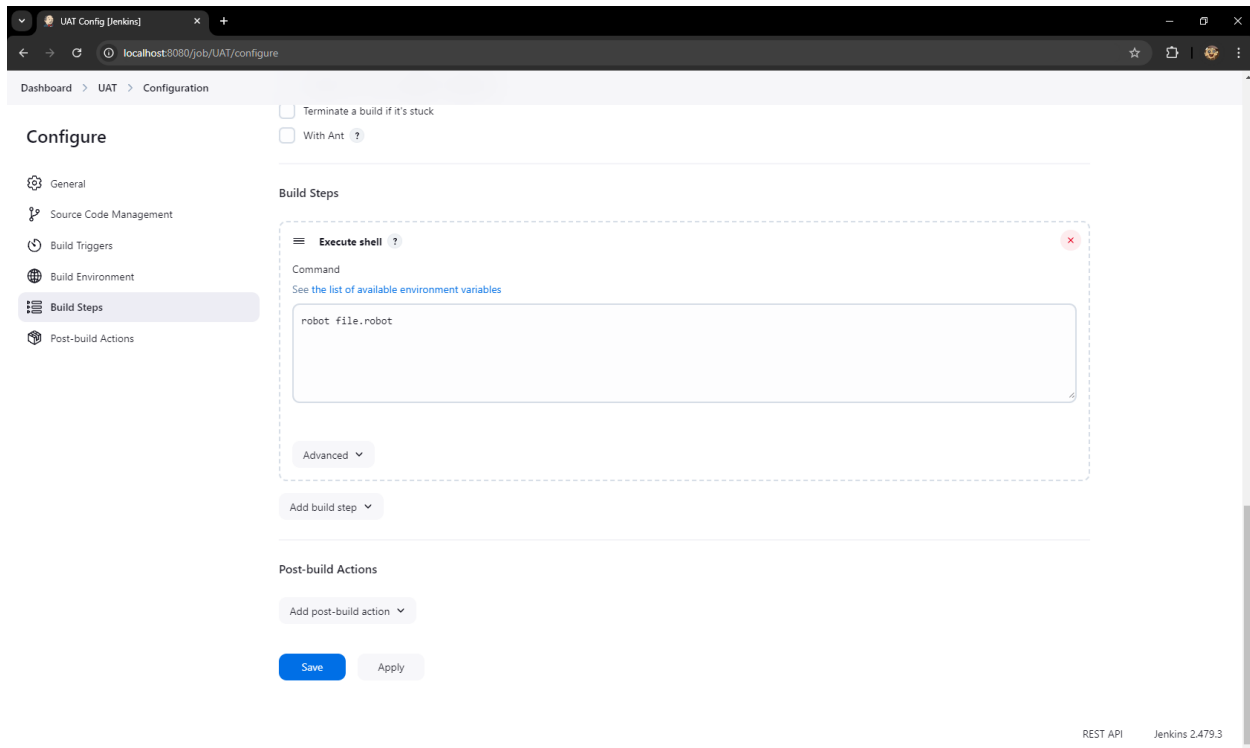 UAT Config [Jenkins]
localhost:8080/job/UAT/configure
Dashboard > UAT > Configuration
Configure
General
Source Code Management
Build Triggers
Build Environment
Build Steps
Post-build Actions
Terminate a build if it's stuck
With Ant ?
Build Steps
Execute shell ?
Command
See the list of available environment variables
robot file.robot
Advanced
Add build step
Post-build Actions
Add post-build action
Save Apply
REST API Jenkins 2.479.3